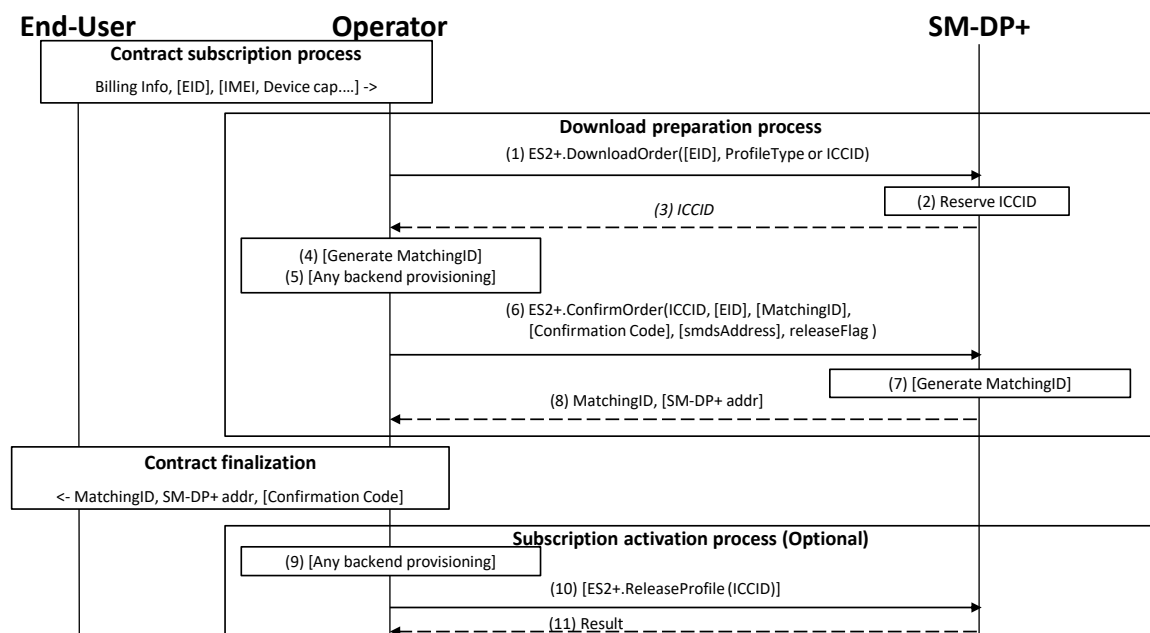 End-User Operator SM-DP+
Contract subscription process
Billing Info, [EID], [IMEI, Device cap....] ->
Download preparation process
(1) ES2+.DownloadOrder([EID], ProfileType or ICCID)
(2) Reserve ICCID
(3) ICCID
(4) [Generate MatchingID]
(5) [Any backend provisioning]
(6) ES2+.ConfirmOrder(ICCID, [EID], [MatchingID],
[Confirmation Code], [smdsAddress], releaseFlag )
(7) [Generate MatchingID]
(8) MatchingID, [SM-DP+ addr]
Contract finalization
<- MatchingID, SM-DP+ addr, [Confirmation Code]
Subscription activation process (Optional)
(9) [Any backend provisioning]
(10) [ES2+.ReleaseProfile (ICCID)]
(11) Result